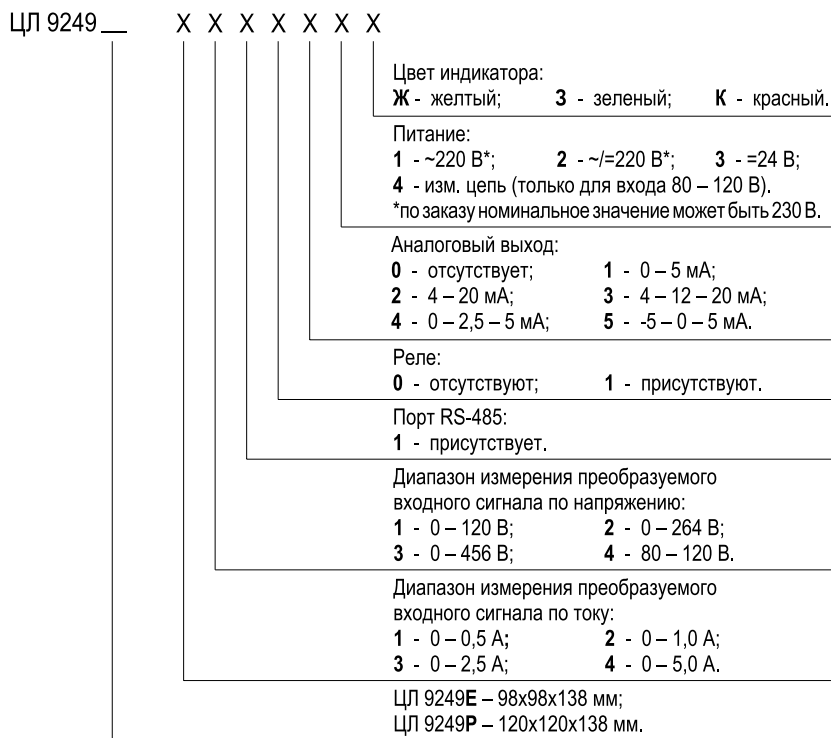 ЦЛ 9249__ X X X X X X X
Цвет индикатора:
Ж - желтый; З - зеленый; К - красный.
Питание:
1 - ~220 В*; 2 - ~/=220 В*; 3 - =24 В;
4 - изм. цепь (только для входа 80 – 120 В).
*по заказу номинальное значение может быть 230 В.
Аналоговый выход:
0 - отсутствует; 1 - 0 – 5 мА;
2 - 4 – 20 мА; 3 - 4 – 12 – 20 мА;
4 - 0 – 2,5 – 5 мА; 5 - -5 – 0 – 5 мА.
Реле:
0 - отсутствуют; 1 - присутствуют.
Порт RS-485:
1 - присутствует.
Диапазон измерения преобразуемого
входного сигнала по напряжению:
1 - 0 – 120 В; 2 - 0 – 264 В;
3 - 0 – 456 В; 4 - 80 – 120 В.
Диапазон измерения преобразуемого
входного сигнала по току:
1 - 0 – 0,5 А; 2 - 0 – 1,0 А;
3 - 0 – 2,5 А; 4 - 0 – 5,0 А.
ЦЛ 9249Е – 98х98х138 мм;
ЦЛ 9249Р – 120х120х138 мм.